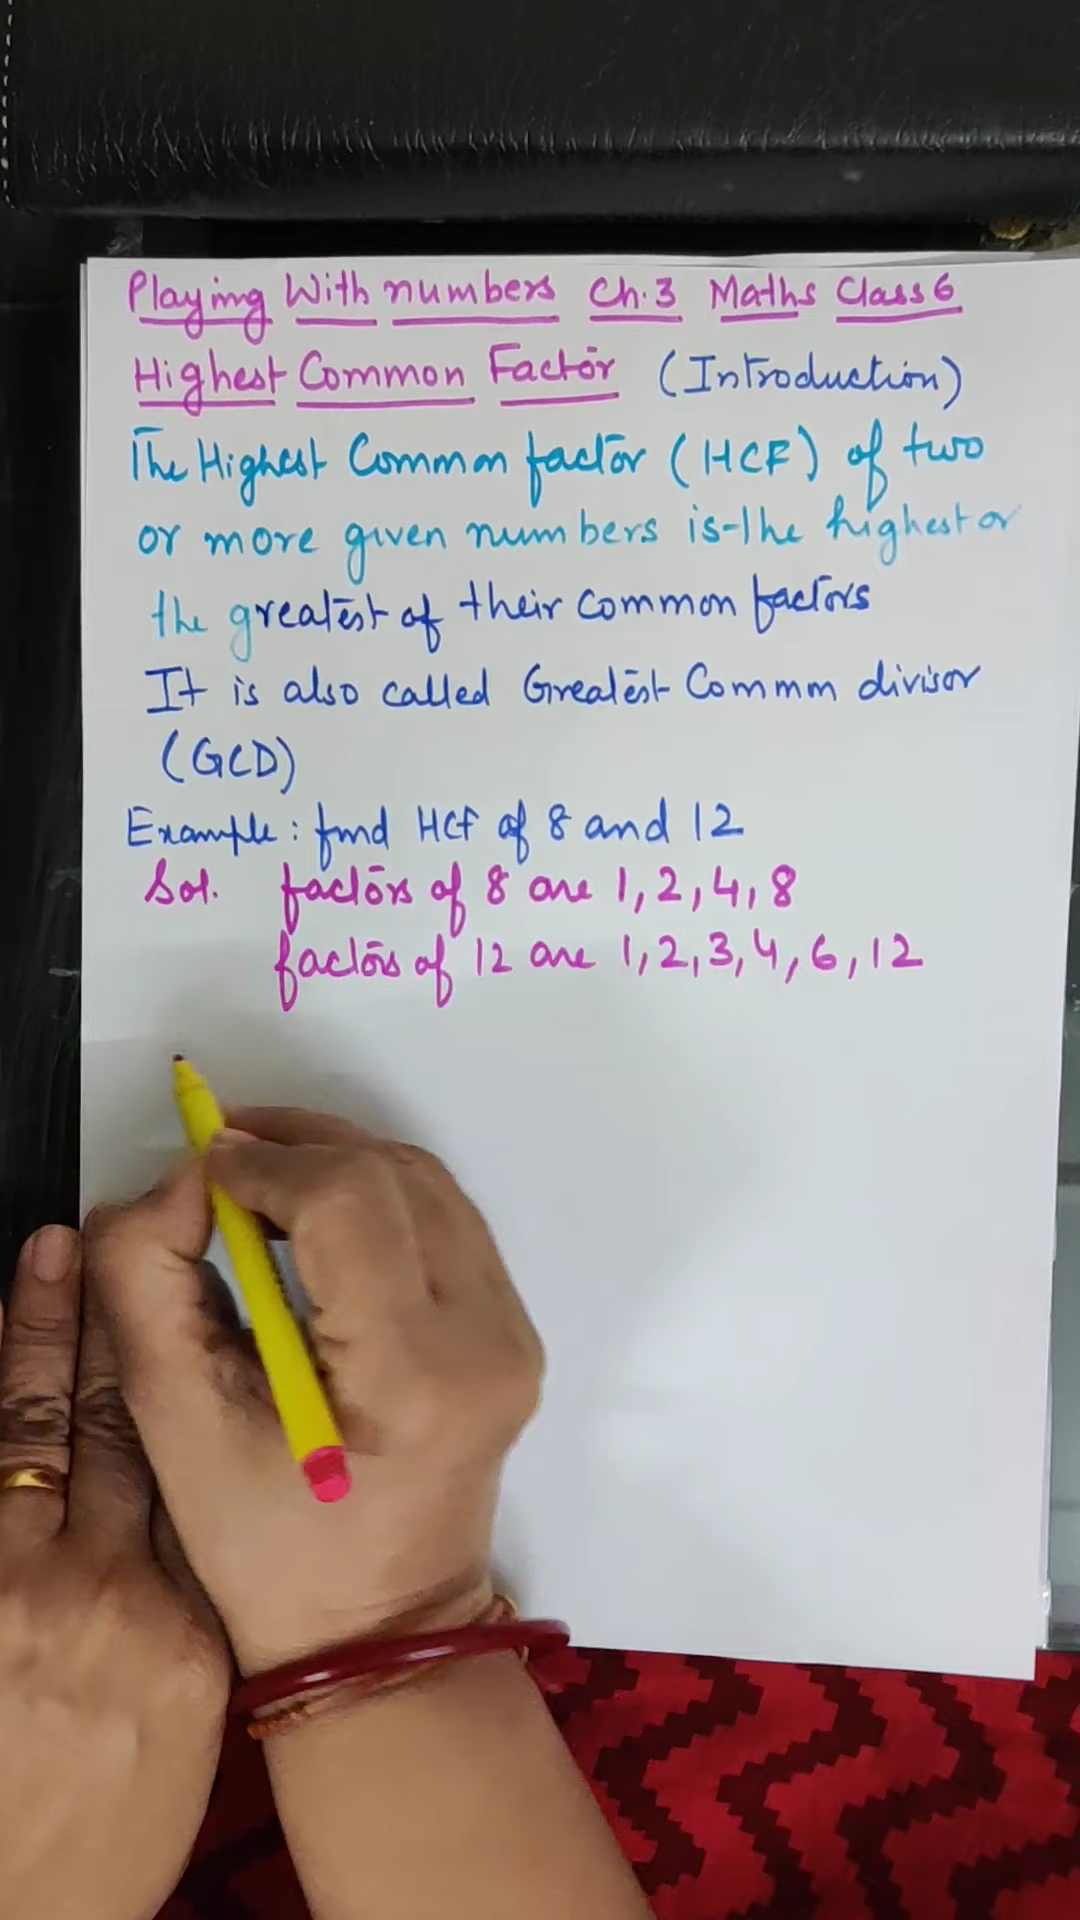 Playing With numbers Ch.3 Maths Class 6
Highest Common Factor (Introduction)
The Highest Common factor (HCF) of two
or more given numbers is the highest or
the greatest of their common factors
It is also called Greatest Common divisor
(GCD)
Example: find HCF of 8 and 12
Sol. factors of 8 are 1, 2, 4, 8
factors of 12 are 1, 2, 3, 4, 6, 12